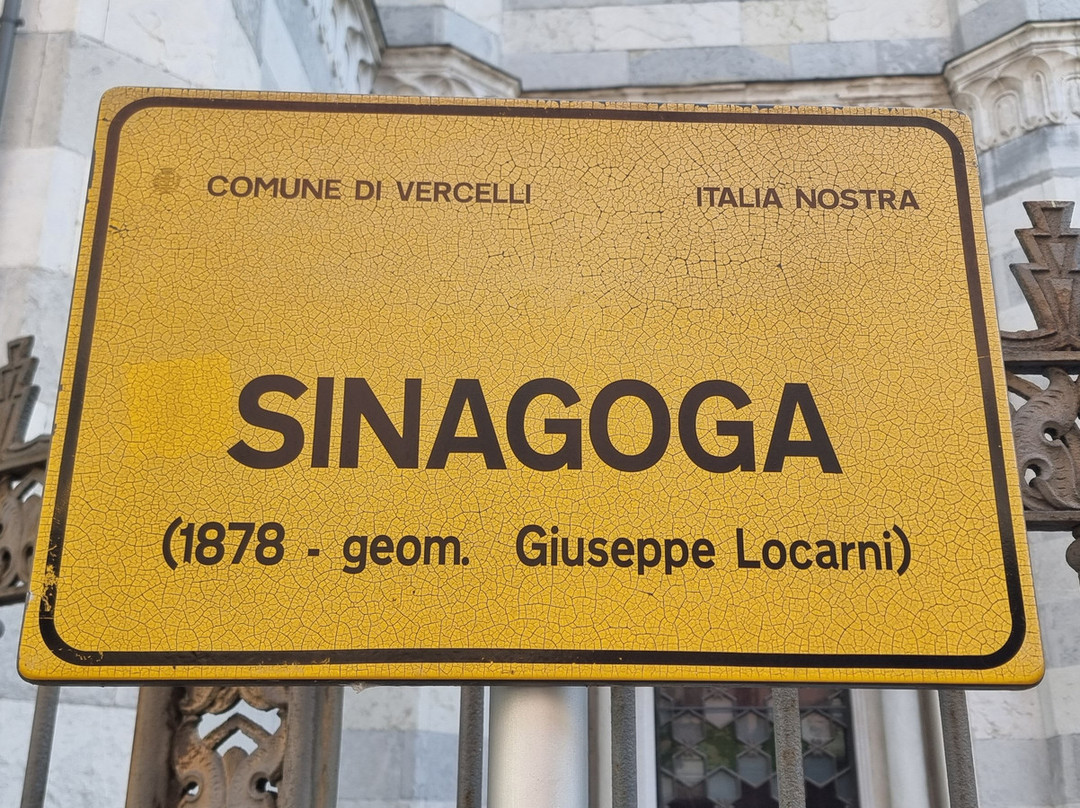 COMUNE DI VERCELLI ITALIA NOSTRA
SINAGOGA
(1878 - geom. Giuseppe Locarni)